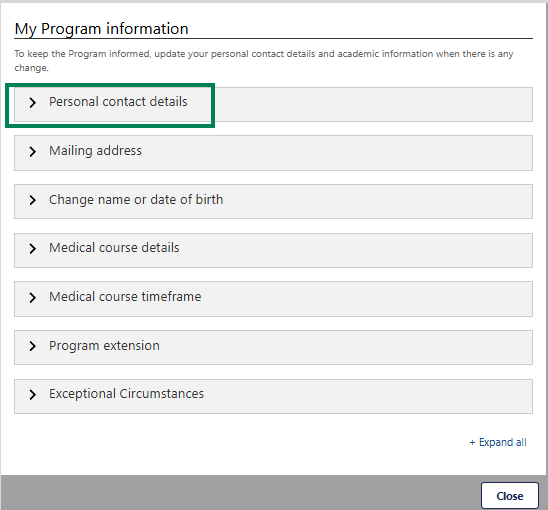 My Program information
To keep the Program informed, update your personal contact details and academic information when there is any
change.
Personal contact details
Mailing address
Change name or date of birth
Medical course details
Medical course timeframe
Program extension
Exceptional Circumstances
+ Expand all
Close